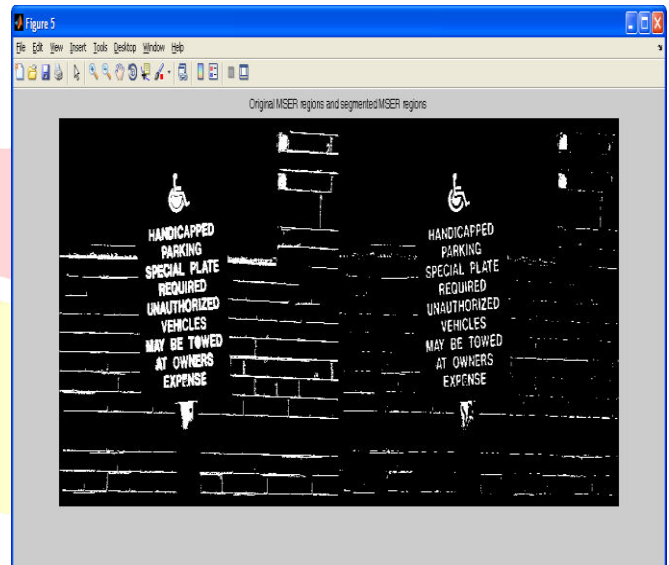 Figure 5
File Edit View Insert Tools Desktop Window Help
Original MSER regions and segmented MSER regions
HANDICAPPED
PARKING
SPECIAL PLATE
REQUIRED
UNAUTHORIZED
VEHICLES
MAY BE TOWED
AT OWNERS
EXPENSE
HANDICAPPED
PARKING
SPECIAL PLATE
REQUIRED
UNAUTHORIZED
VEHICLES
MAY BE TOWED
AT OWNERS
EXPENSE